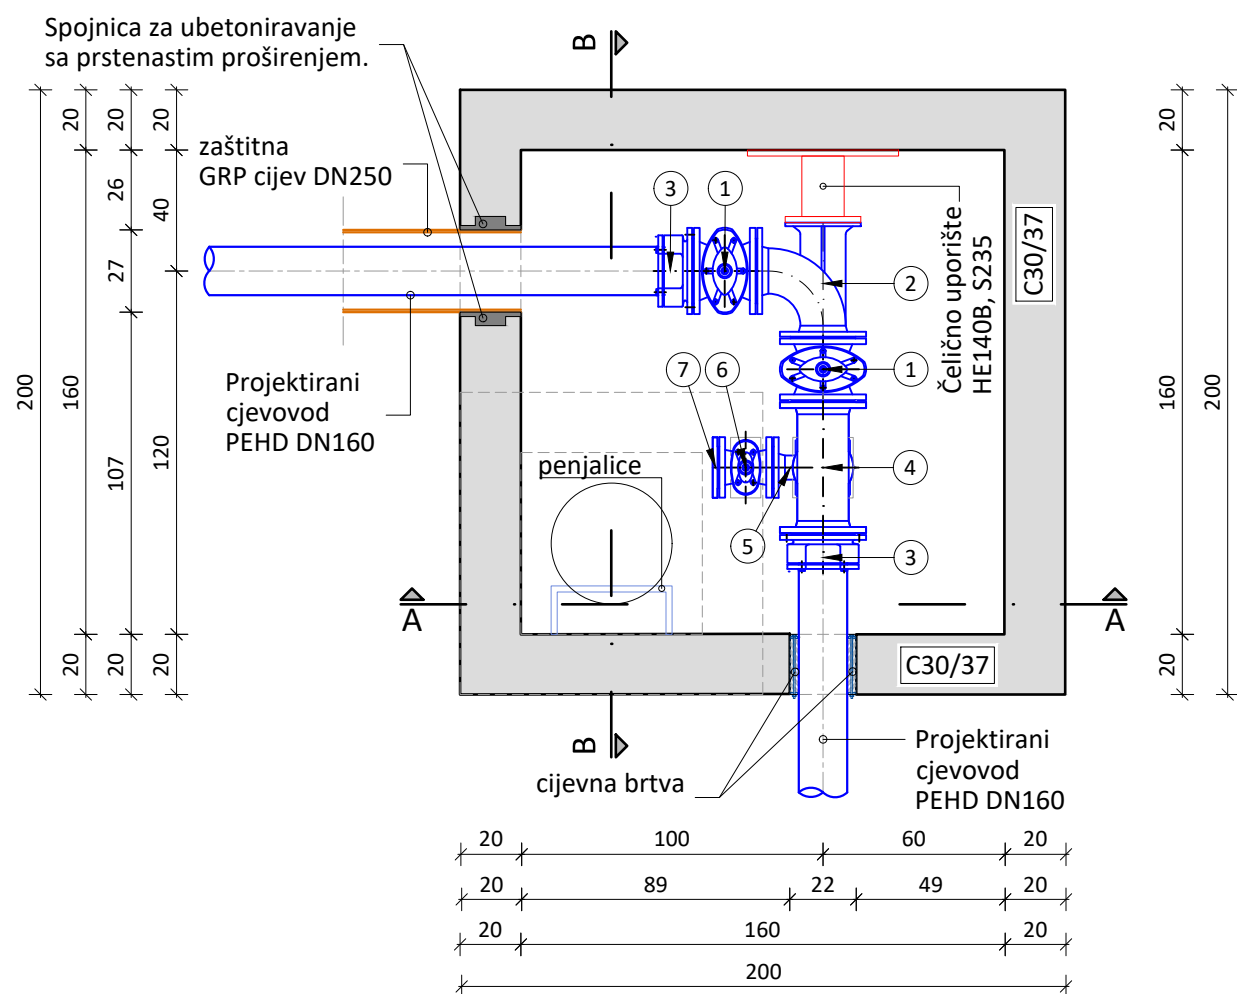 Spojnica za ubetoniravanje
sa prstenastim proširenjem.
B
20
20
20
20
200
160
26
27
107
40
120
20
20
20
zaštitna
GRP cijev DN250
3
1
2
1
7
6
4
5
3
Čelično uporište
HE140B, S235
C30/37
20
160
200
20
Projektirani
cjevovod
PEHD DN160
penjalice
A
A
C30/37
B
cijevna brtva
Projektirani
cjevovod
PEHD DN160
20 100 60 20
20 89 22 49 20
20 160 20
200